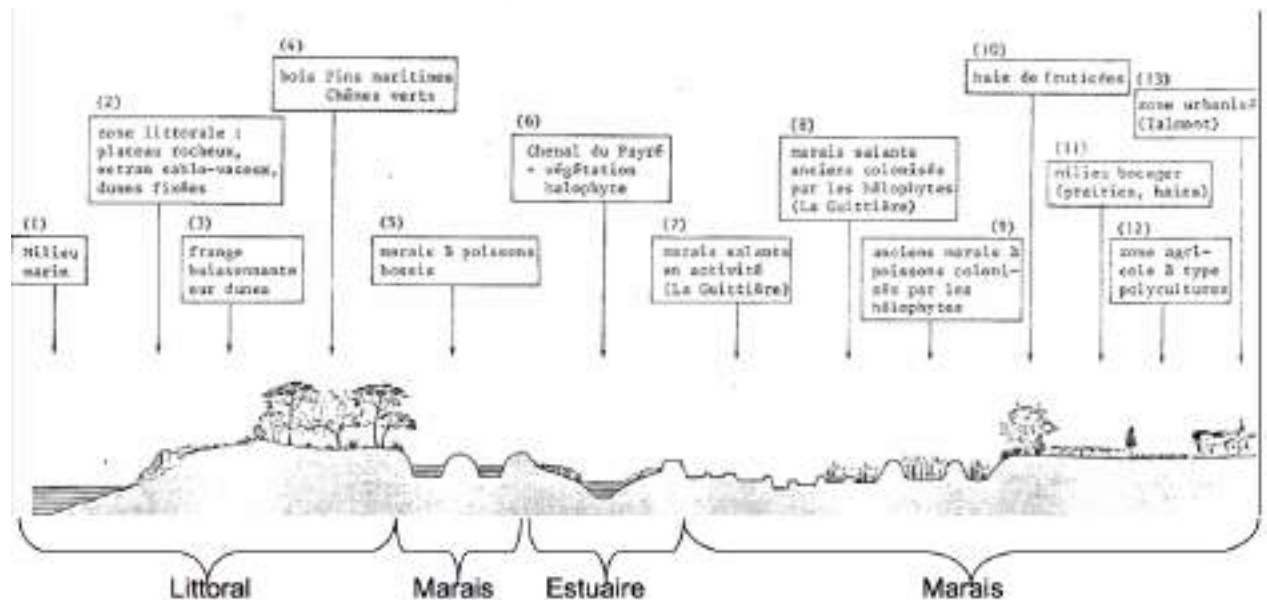 (1)
Milieu
marin
(2)
zone littorale :
plateau rocheux,
estran sablo-vaseux,
dunes fixées
(3)
frange
buissonnante
sur dunes
(4)
bois Pins maritimes
Chênes verts
(5)
marais à poissons
bossis
(6)
Chenal du Payré
+ végétation
halophyte
(7)
marais salants
en activité
(La Guittière)
(8)
marais salants
anciens colonisés
par les hélophytes
(La Guittière)
(9)
anciens marais à
poissons coloni-
sés par les
hélophytes
(10)
haie de fruticées
(11)
milieu bocager
(prairies, haies)
(12)
zone agri-
cole à type
polycultures
(13)
zone urbanisé
(Talmont)
Littoral
Marais
Estuaire
Marais